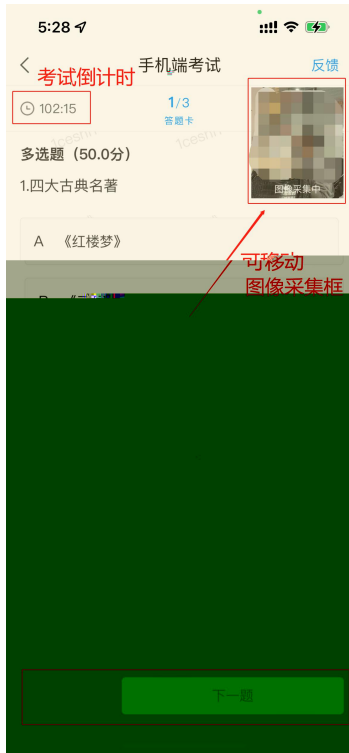 5:28
手机端考试
反馈
考试倒计时
102:15
1/3
答题卡
图像采集中
多选题（50.0分）
1.四大古典名著
A 《红楼梦》
可移动
图像采集框
下一题